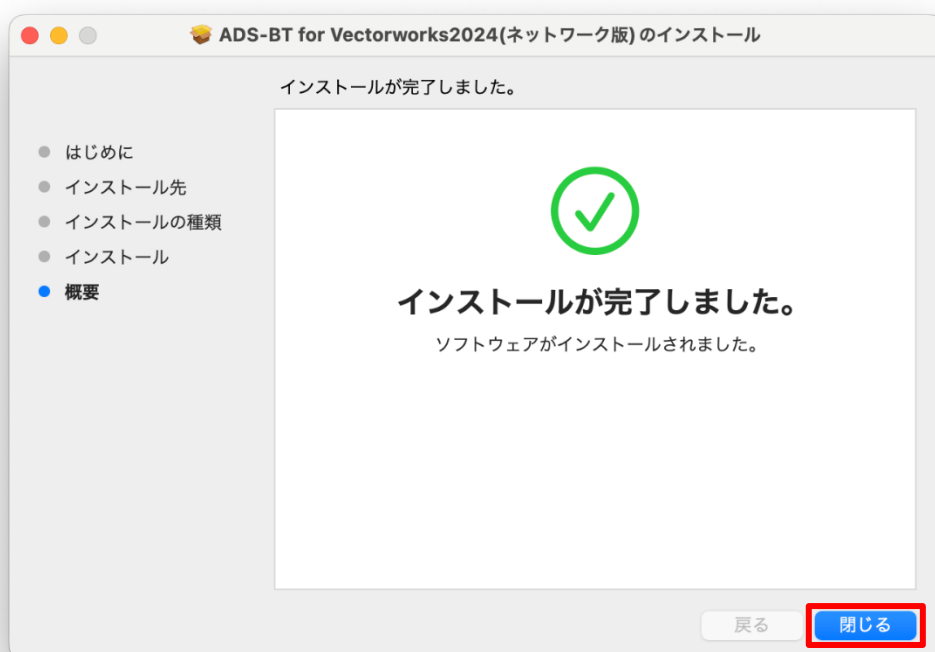 ADS-BT for Vectorworks2024(ネットワーク版)のインストール
インストールが完了しました。
はじめに
インストール先
インストールの種類
インストール
概要
インストールが完了しました。
ソフトウェアがインストールされました。
戻る
閉じる